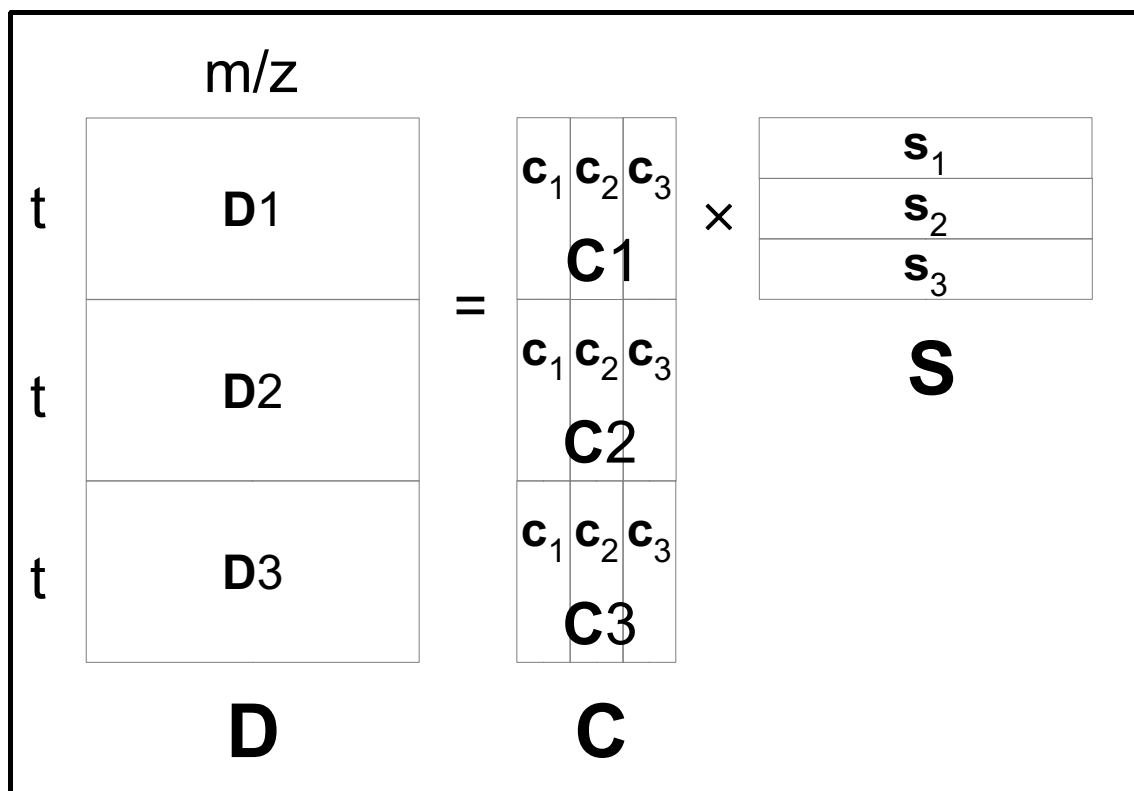 m/z
t
D1
c₁ c₂ c₃
C1
×
s₁
s₂
s₃
S
=
t
D2
c₁ c₂ c₃
C2
t
D3
c₁ c₂ c₃
C3
D
C